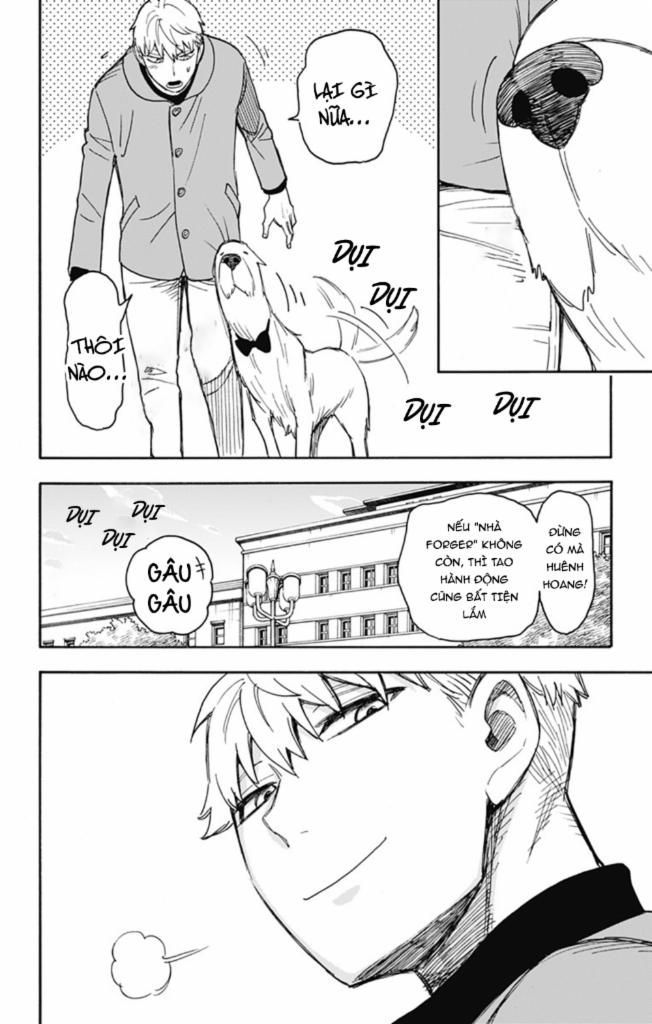 LẠI GÌ
NỮA...
DỤI
DỤI
THÔI
NÀO...
DỤI
DỤI
ĐỪNG
CÓ MÀ
HUÊNH
HOANG!
NẾU "NHÀ
FORGER" KHÔNG
CÒN, THÌ TAO
HÀNH ĐỘNG
CŨNG BẤT TIỆN
LẮM
DỤI
DỤI
DỤI
GÂU
GÂU